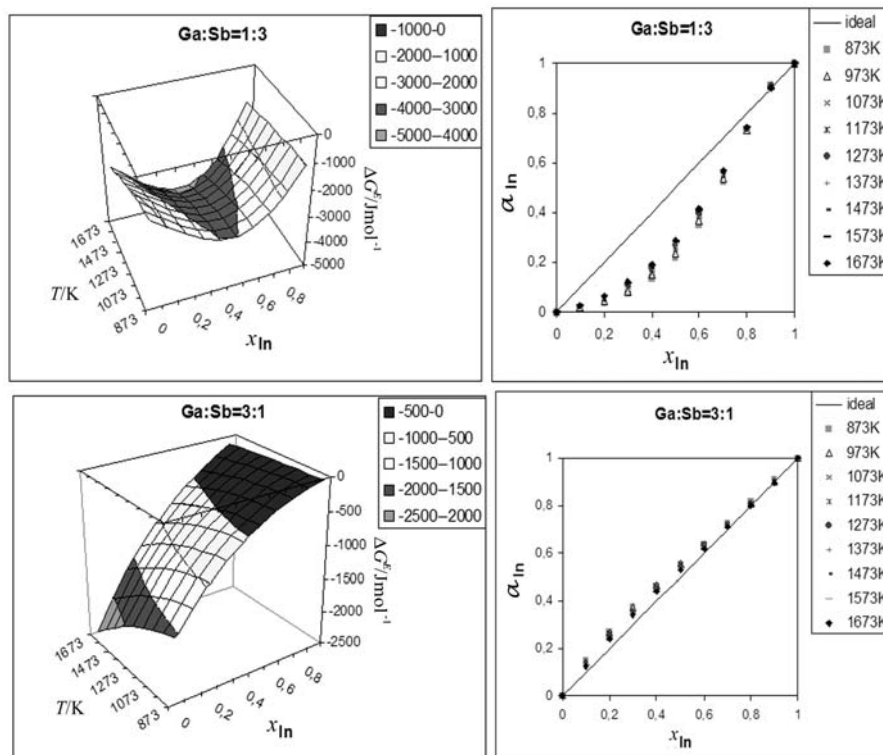 Ga:Sb=1:3
-1000-0
-2000--1000
-3000--2000
-4000--3000
-5000--4000
0
-1000
-2000
-3000
-4000
-5000
ΔG^E/Jmol⁻¹
1673
1473
1273
1073
873
T/K
0
0,2
0,4
0,6
0,8
x_In
Ga:Sb=1:3
1
0,8
0,6
0,4
0,2
0
a_In
0
0,2
0,4
0,6
0,8
1
x_In
ideal
873K
973K
1073K
1173K
1273K
1373K
1473K
1573K
1673K
Ga:Sb=3:1
-500-0
-1000--500
-1500--1000
-2000--1500
-2500--2000
0
-500
-1000
-1500
-2000
-2500
ΔG^E/Jmol⁻¹
1673
1473
1273
1073
873
T/K
0
0,2
0,4
0,6
0,8
x_In
Ga:Sb=3:1
1
0,8
0,6
0,4
0,2
0
a_In
0
0,2
0,4
0,6
0,8
1
x_In
ideal
873K
973K
1073K
1173K
1273K
1373K
1473K
1573K
1673K